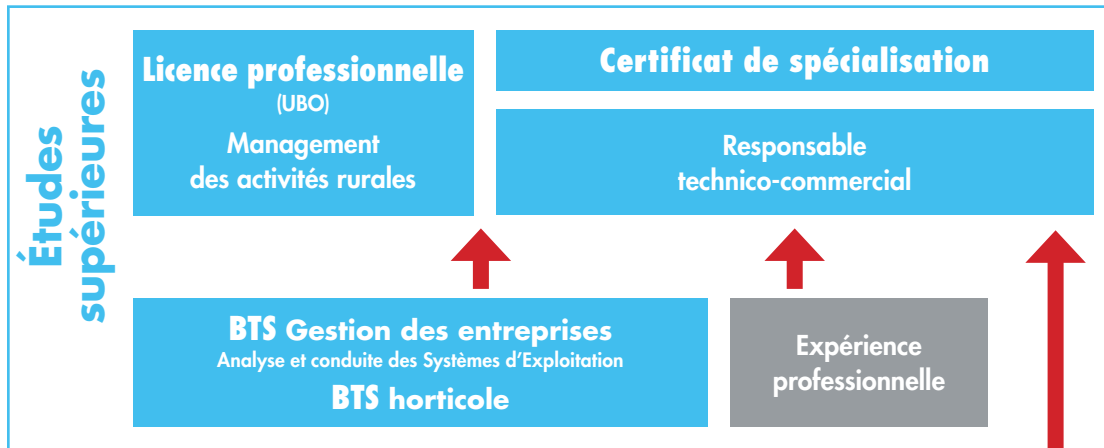 Études
supérieures
Licence professionnelle
(UBO)
Management
des activités rurales
Certificat de spécialisation
Responsable
technico-commercial
BTS Gestion des entreprises
Analyse et conduite des Systèmes d'Exploitation
BTS horticole
Expérience
professionnelle